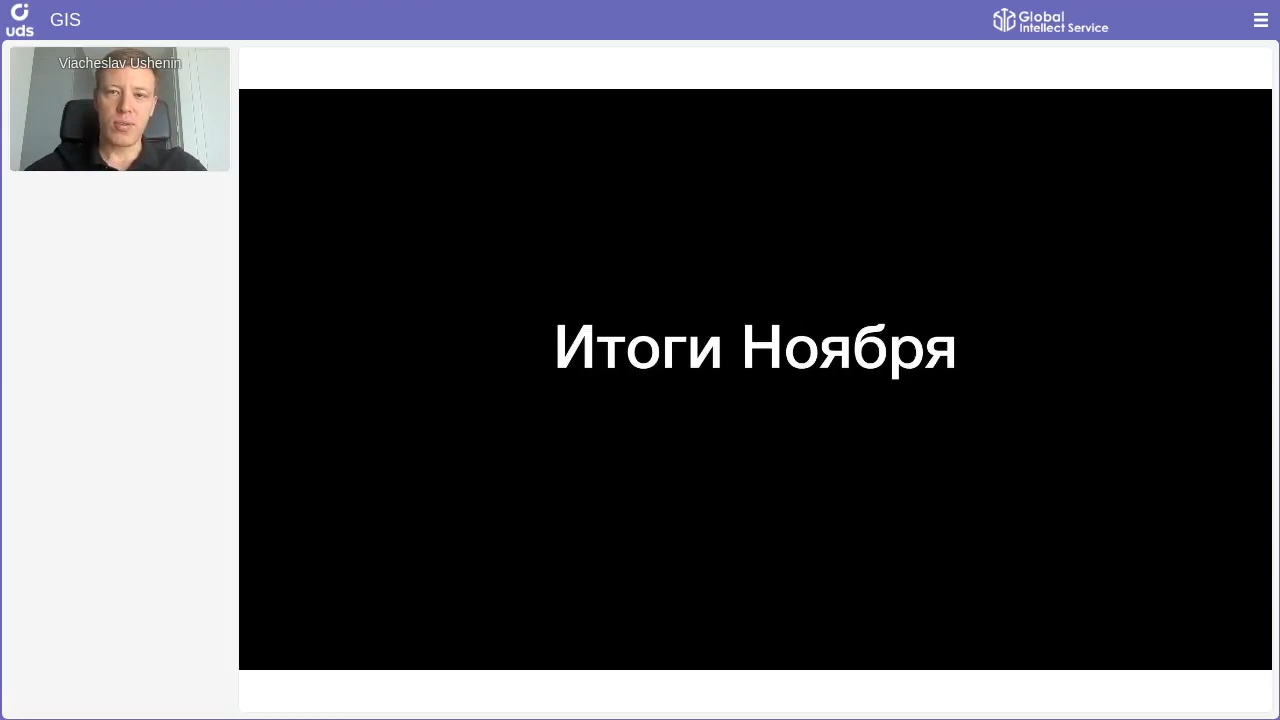 uds
GIS
Global
Intellect Service
Viacheslav Ushenin
Итоги Ноября